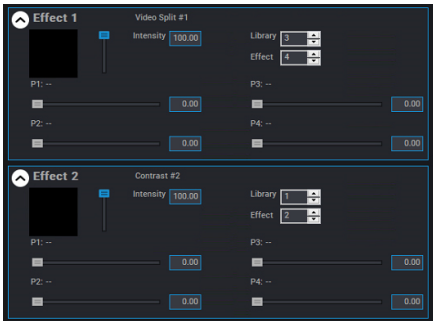 Effect 1 Video Split #1
Intensity 100.00 Library 3
Effect 4
P1: -- P3: --
0.00 0.00
P2: -- P4: --
0.00 0.00
Effect 2 Contrast #2
Intensity 100.00 Library 1
Effect 2
P1: -- P3: --
0.00 0.00
P2: -- P4: --
0.00 0.00